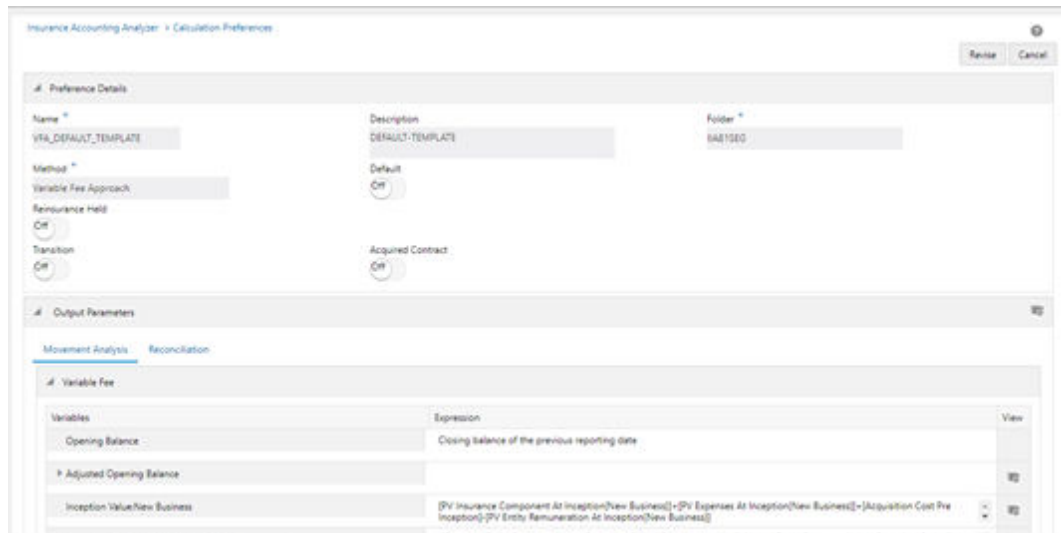 Insurance Accounting Analyzer > Calculation Preferences
Revise Cancel
Preference Details
Name * Description Folder *
VFA_DEFAULT_TEMPLATE DEFAULT-TEMPLATE
Method * Default
Variable Fee Approach Off
Reinsurance Held
Off
Transition Acquired Contract
Off Off
Output Parameters
Movement Analysis Reconciliation
Variable Fee
Variables Expression View
Opening Balance Closing balance of the previous reporting date
Adjusted Opening Balance
Inception Value:New Business [PV Insurance Component At Inception[New Business]]+[PV Expenses At Inception[New Business]]+[Acquisition Cost Pre
Inception]-[PV Entity Remuneration At Inception[New Business]]